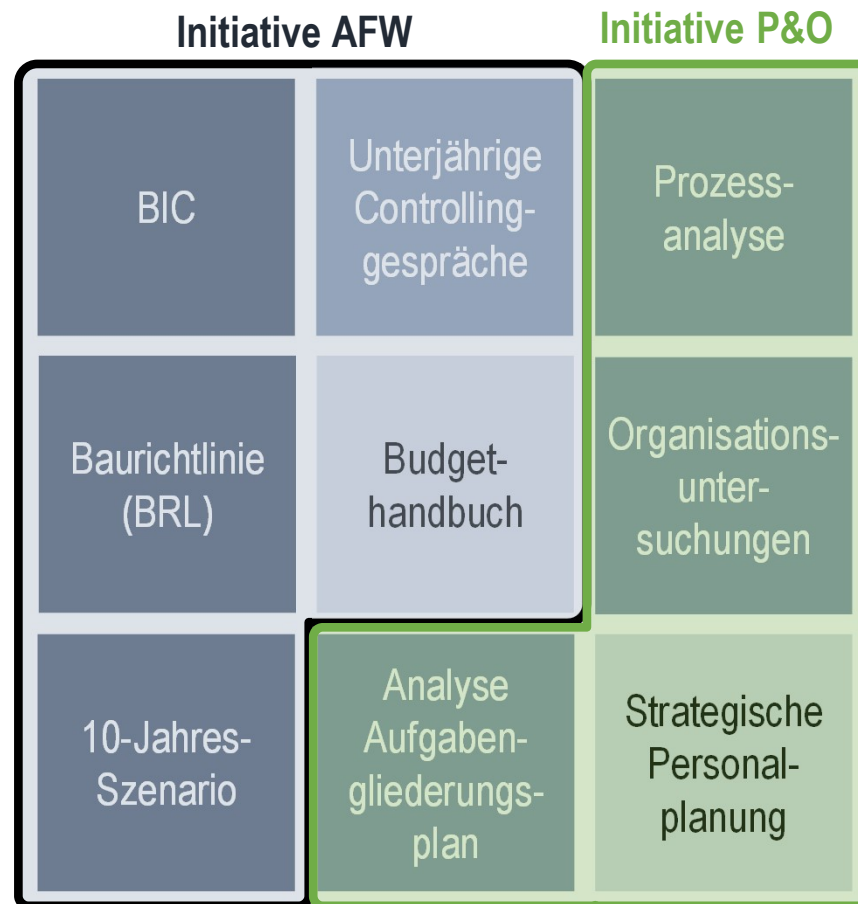 Initiative AFW
Initiative P&O
BIC
Unterjährige
Controlling-
gespräche
Prozess-
analyse
Baurichtlinie
(BRL)
Budget-
handbuch
Organisations-
unter-
suchungen
10-Jahres-
Szenario
Analyse
Aufgaben-
gliederungs-
plan
Strategische
Personal-
planung